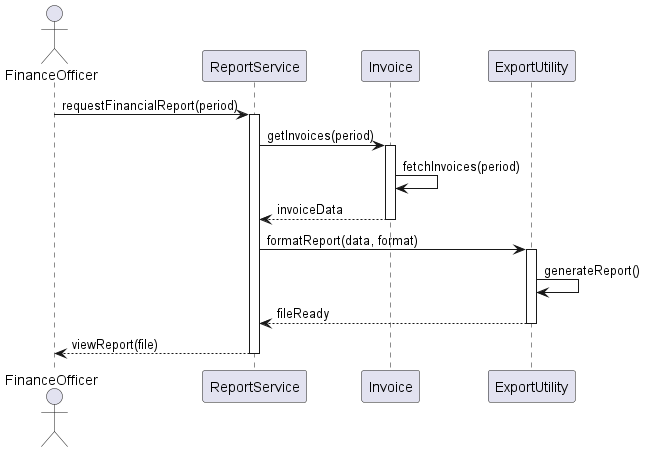 FinanceOfficer
ReportService
Invoice
ExportUtility
requestFinancialReport(period)
getInvoices(period)
fetchInvoices(period)
invoiceData
formatReport(data, format)
generateReport()
fileReady
viewReport(file)
FinanceOfficer
ReportService
Invoice
ExportUtility